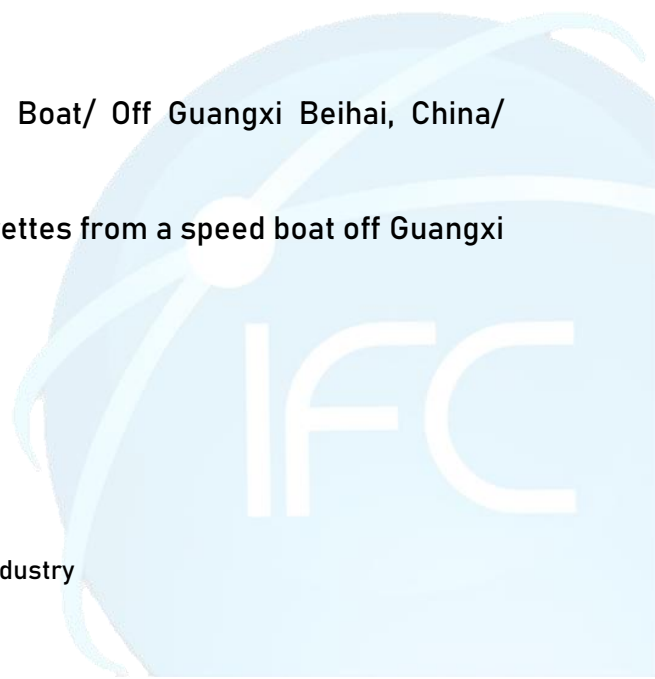 Boat/ Off Guangxi Beihai, China/
ettes from a speed boat off Guangxi
IFC
dustry